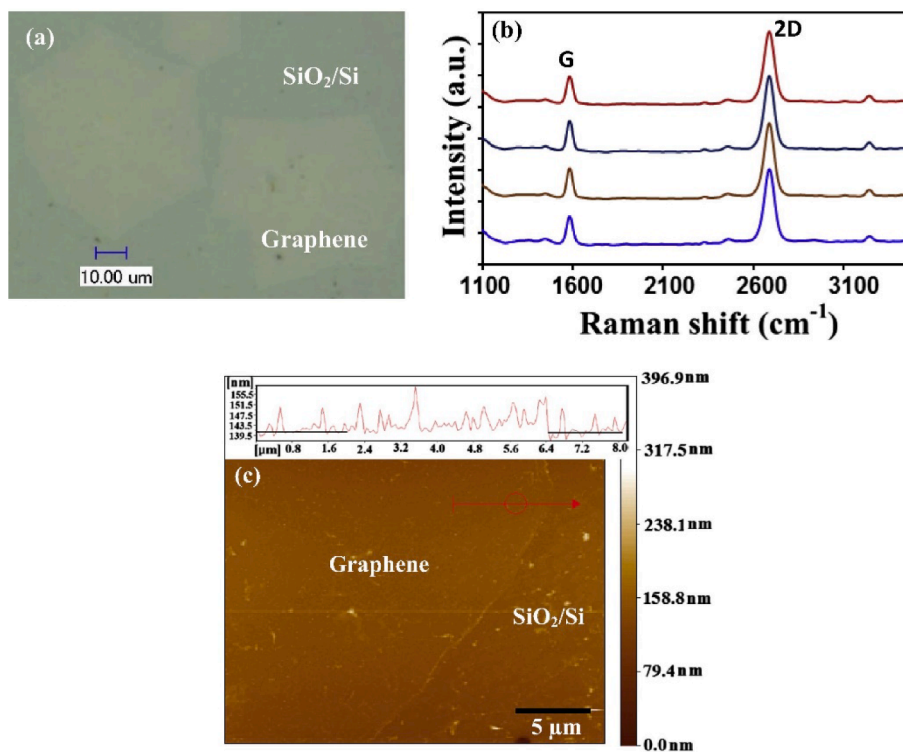 (a)
SiO₂/Si
Graphene
10.00 um
(b)
2D
G
Intensity (a.u.)
1100 1600 2100 2600 3100
Raman shift (cm⁻¹)
[nm]
155.5
151.5
147.5
143.5
139.5
[µm] 0.8 1.6 2.4 3.2 4.0 4.8 5.6 6.4 7.2 8.0
(c)
Graphene
SiO₂/Si
5 µm
396.9nm
317.5nm
238.1nm
158.8nm
79.4nm
0.0nm